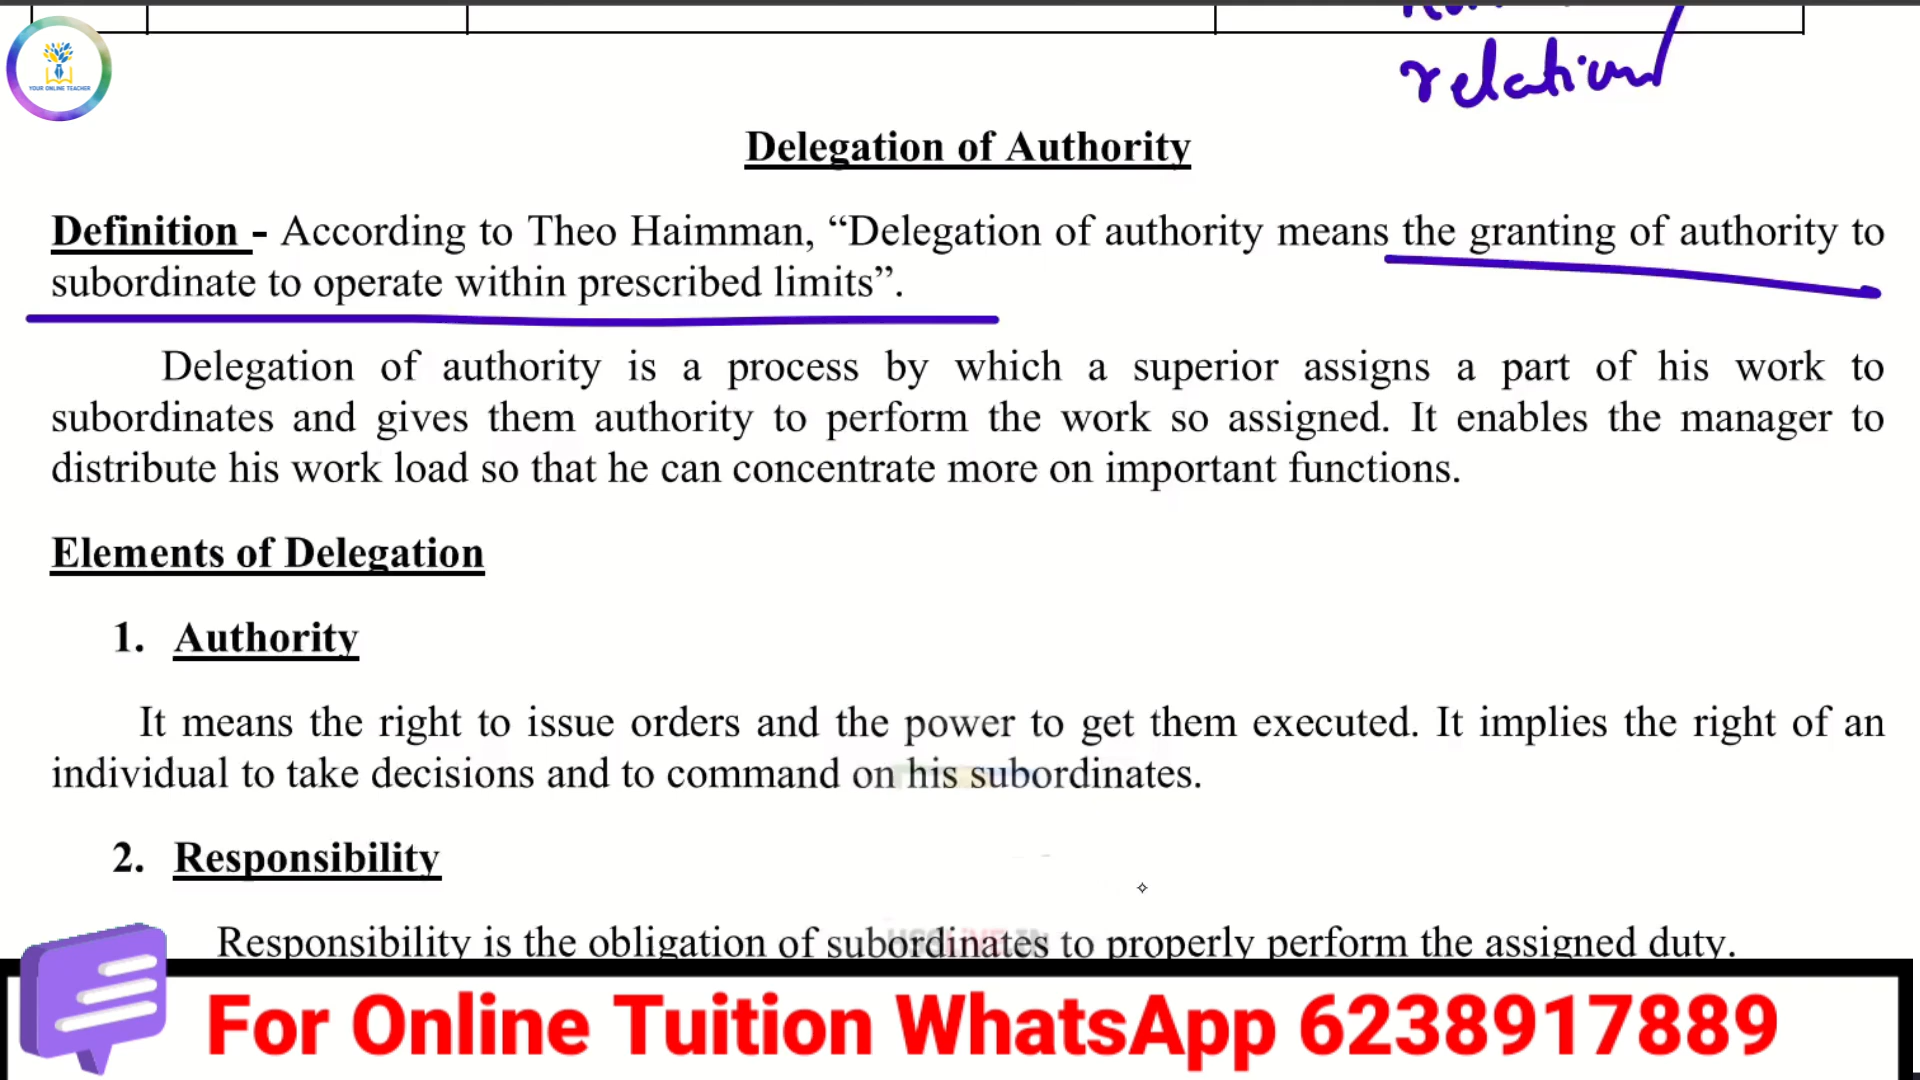 relation
YOUR ONLINE TEACHER
Delegation of Authority
Definition - According to Theo Haimman, “Delegation of authority means the granting of authority to
subordinate to operate within prescribed limits”.
Delegation of authority is a process by which a superior assigns a part of his work to
subordinates and gives them authority to perform the work so assigned. It enables the manager to
distribute his work load so that he can concentrate more on important functions.
Elements of Delegation
1. Authority
It means the right to issue orders and the power to get them executed. It implies the right of an
individual to take decisions and to command on his subordinates.
2. Responsibility
Responsibility is the obligation of subordinates to properly perform the assigned duty.
For Online Tuition WhatsApp 6238917889